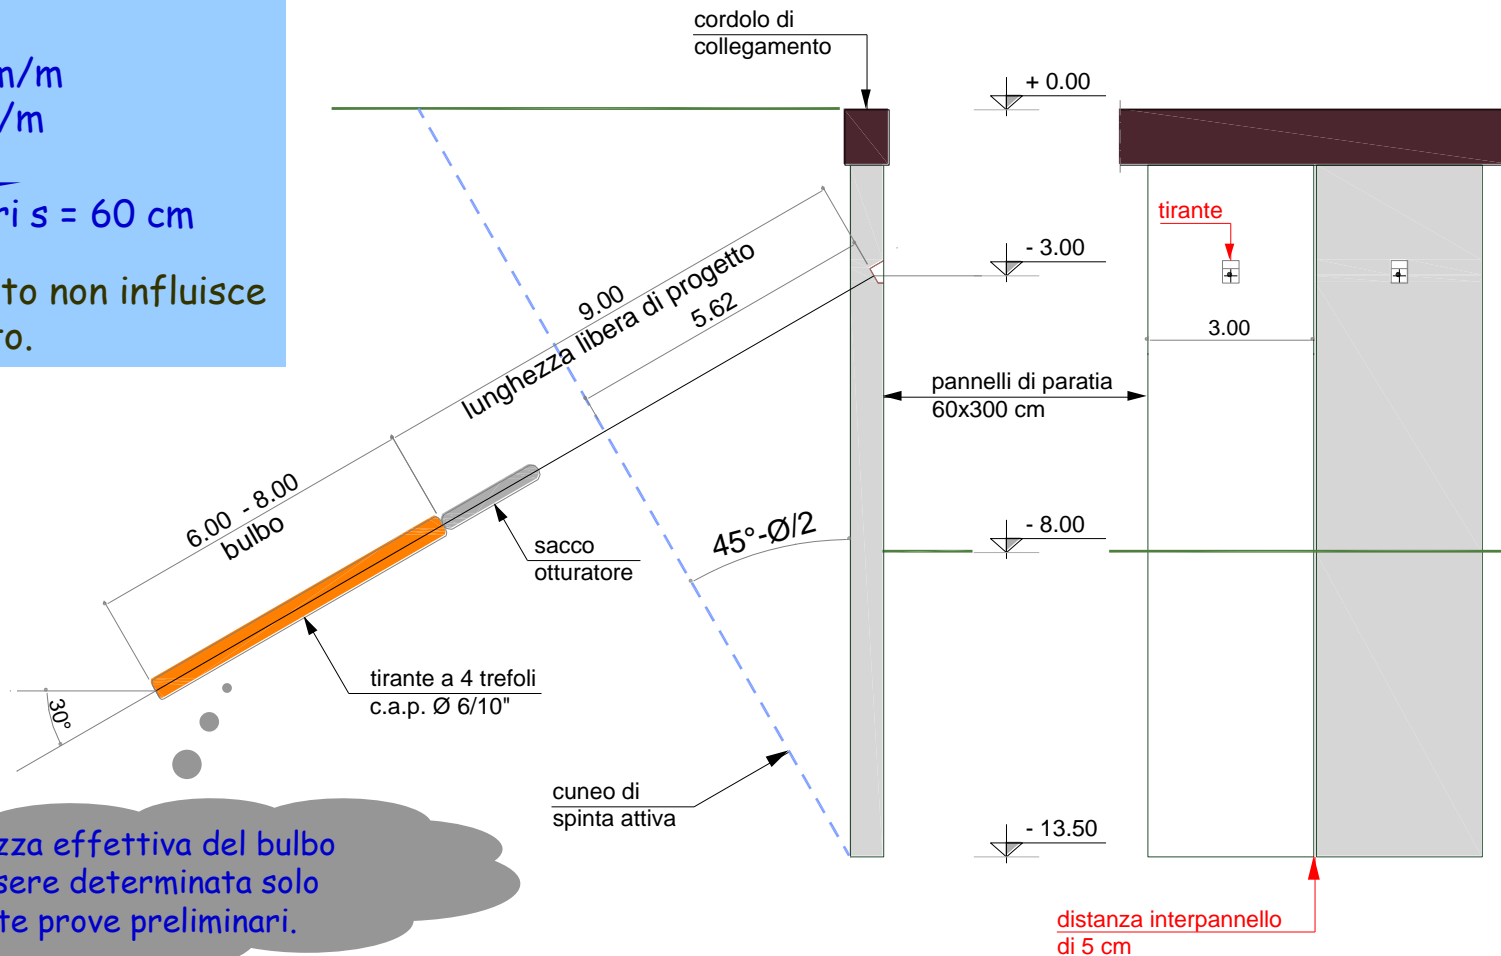 m/m
/m
ri s = 60 cm
to non influisce
to.
cordolo di
collegamento
+ 0.00
tirante
- 3.00
9.00
lunghezza libera di progetto
5.62
3.00
pannelli di paratia
60x300 cm
6.00 - 8.00
bulbo
45°-Ø/2
- 8.00
sacco
otturatore
tirante a 4 trefoli
c.a.p. Ø 6/10"
30°
cuneo di
spinta attiva
- 13.50
zza effettiva del bulbo
sere determinata solo
te prove preliminari.
distanza interpannello
di 5 cm